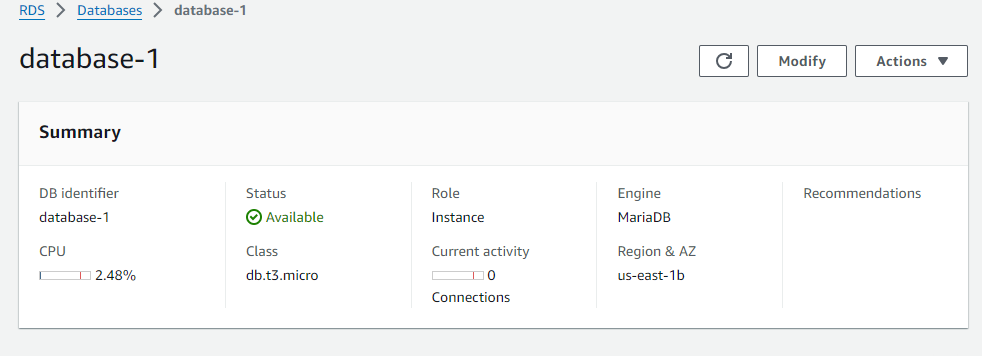 RDS > Databases > database-1
database-1
Modify
Actions
Summary
DB identifier
database-1
CPU
2.48%
Status
Available
Class
db.t3.micro
Role
Instance
Current activity
0
Connections
Engine
MariaDB
Region & AZ
us-east-1b
Recommendations